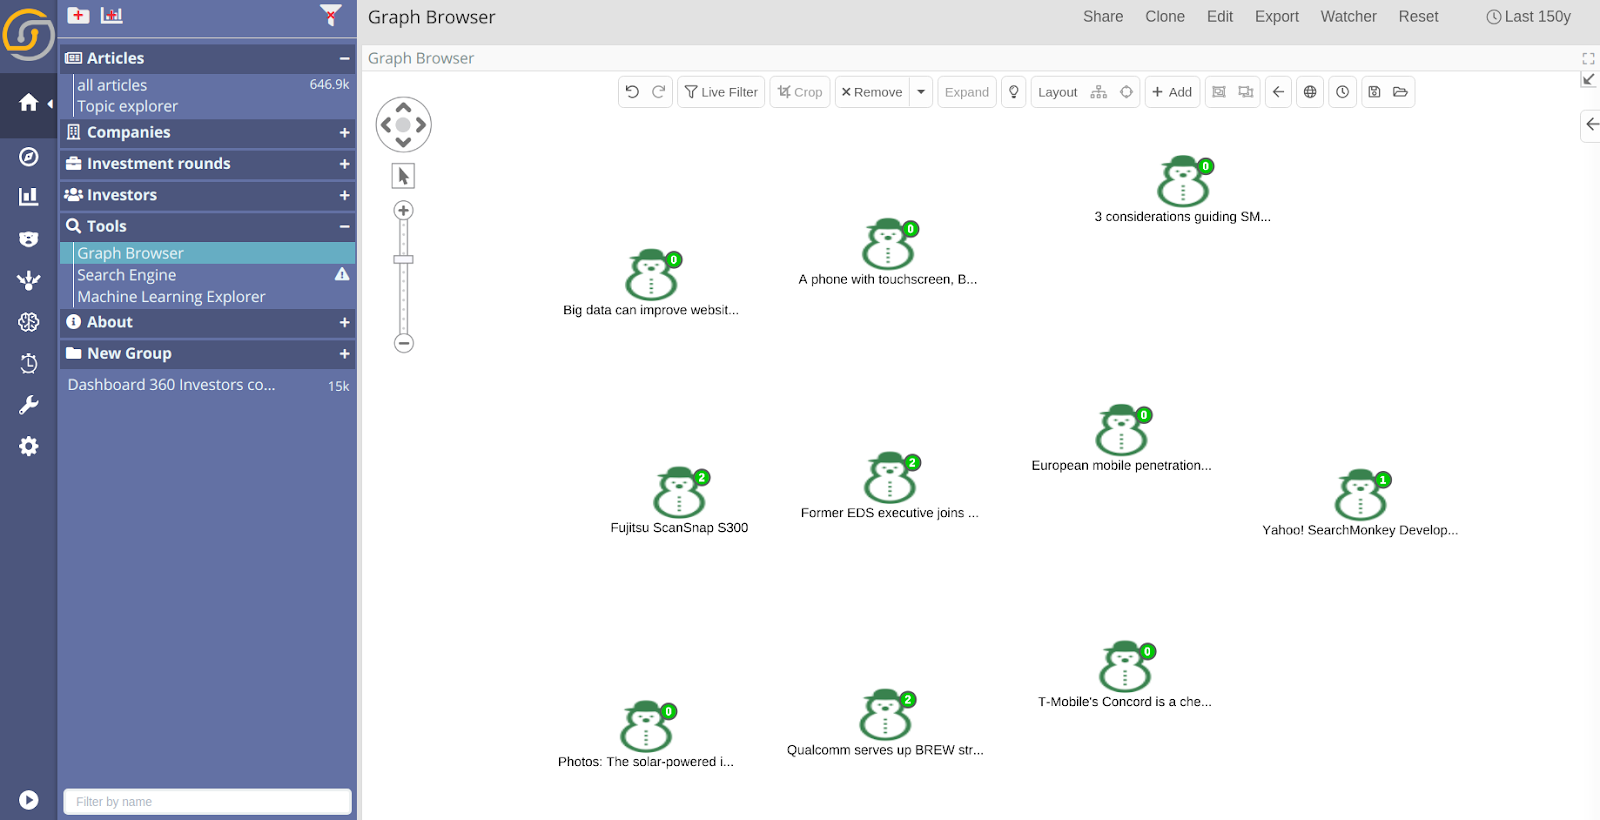 Graph Browser
Share Clone Edit Export Watcher Reset Last 150y
Articles
all articles 646.9k
Topic explorer
Companies
Investment rounds
Investors
Tools
Graph Browser
Search Engine
Machine Learning Explorer
About
New Group
Dashboard 360 Investors co... 15k
Filter by name
Graph Browser
Live Filter Crop Remove Expand Layout Add
0
3 considerations guiding SM...
0
A phone with touchscreen, B...
0
Big data can improve websit...
0
European mobile penetration...
2
Former EDS executive joins ...
2
Fujitsu ScanSnap S300
1
Yahoo! SearchMonkey Develop...
0
T-Mobile's Concord is a che...
2
Qualcomm serves up BREW str...
0
Photos: The solar-powered i...